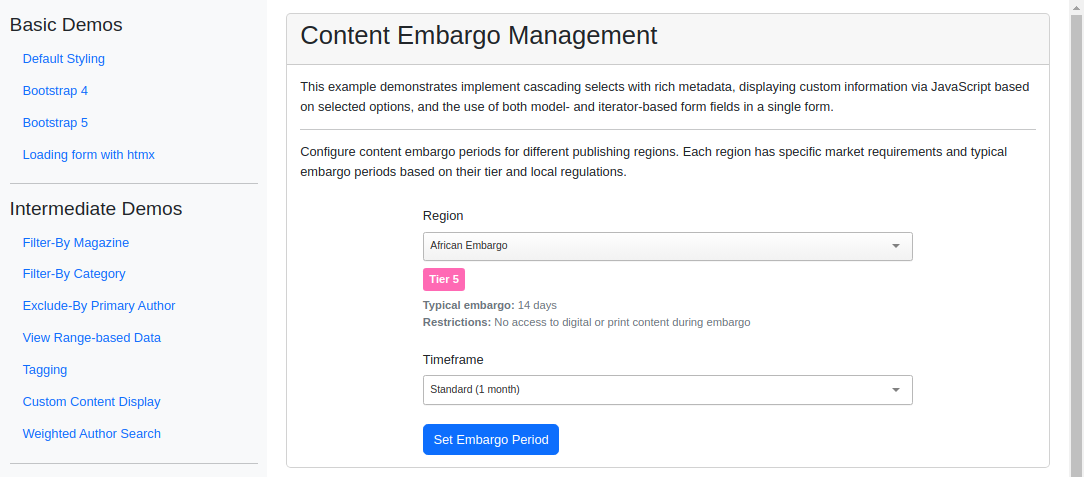 Basic Demos
Default Styling
Bootstrap 4
Bootstrap 5
Loading form with htmx
Intermediate Demos
Filter-By Magazine
Filter-By Category
Exclude-By Primary Author
View Range-based Data
Tagging
Custom Content Display
Weighted Author Search
Content Embargo Management
This example demonstrates implement cascading selects with rich metadata, displaying custom information via JavaScript based
on selected options, and the use of both model- and iterator-based form fields in a single form.
Configure content embargo periods for different publishing regions. Each region has specific market requirements and typical
embargo periods based on their tier and local regulations.
Region
African Embargo
Tier 5
Typical embargo: 14 days
Restrictions: No access to digital or print content during embargo
Timeframe
Standard (1 month)
Set Embargo Period